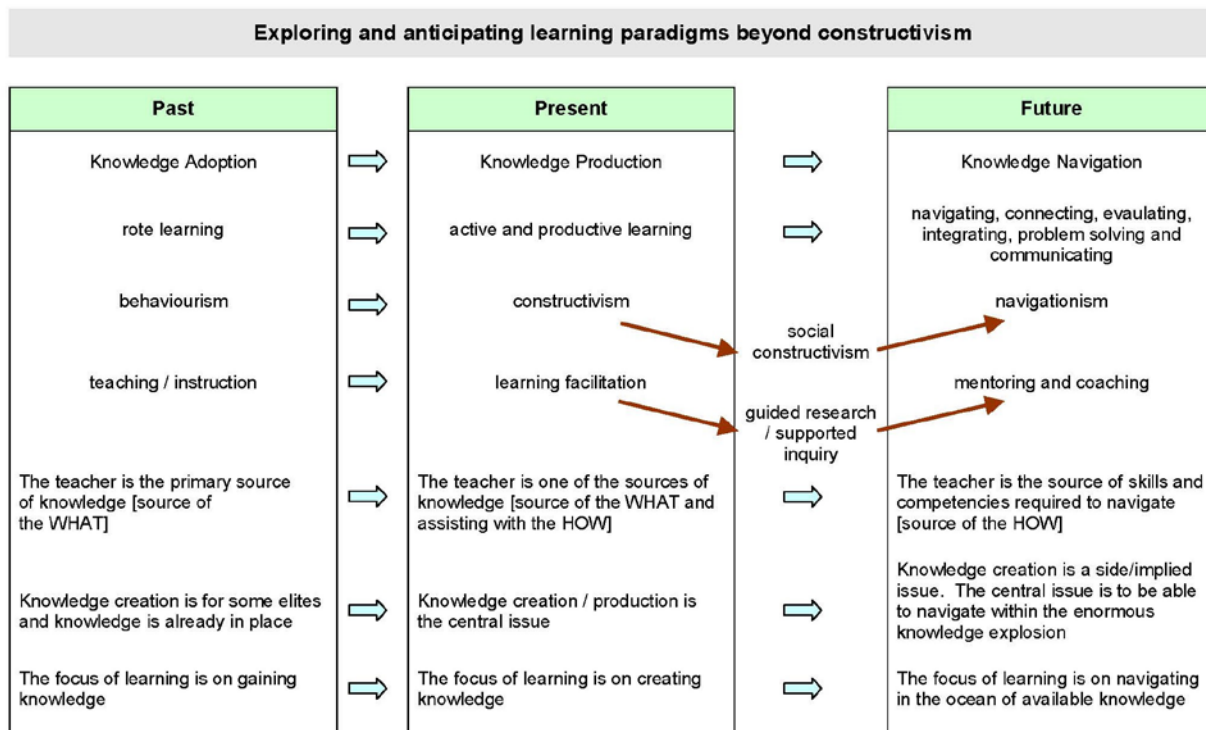 Exploring and anticipating learning paradigms beyond constructivism
Past
Present
Future
Knowledge Adoption
Knowledge Production
Knowledge Navigation
rote learning
active and productive learning
navigating, connecting, evaulating,
integrating, problem solving and
communicating
behaviourism
constructivism
social
constructivism
navigationism
teaching / instruction
learning facilitation
guided research
/ supported
inquiry
mentoring and coaching
The teacher is the primary source
of knowledge [source of
the WHAT]
The teacher is one of the sources of
knowledge [source of the WHAT and
assisting with the HOW]
The teacher is the source of skills and
competencies required to navigate
[source of the HOW]
Knowledge creation is for some elites
and knowledge is already in place
Knowledge creation / production is
the central issue
Knowledge creation is a side/implied
issue. The central issue is to be able
to navigate within the enormous
knowledge explosion
The focus of learning is on gaining
knowledge
The focus of learning is on creating
knowledge
The focus of learning is on navigating
in the ocean of available knowledge